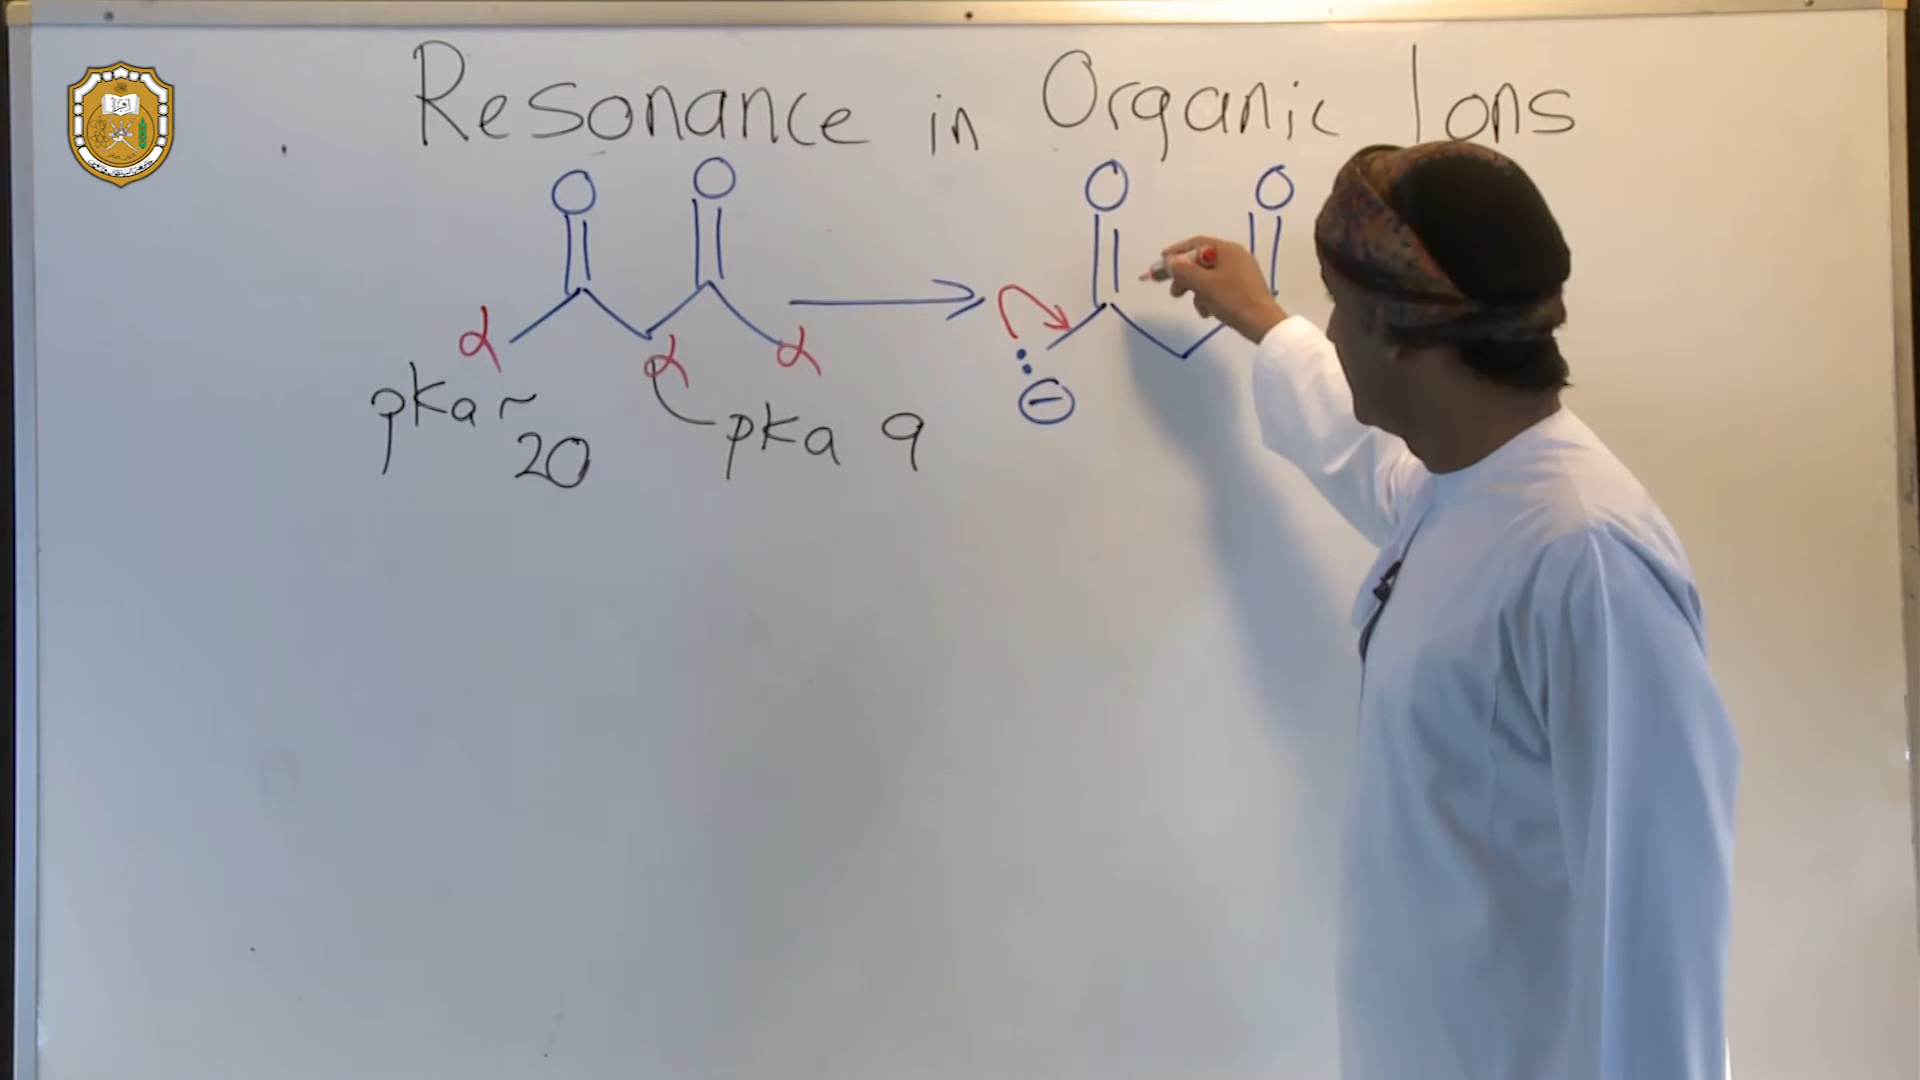 Resonance in Organic Ions
O O O O
α α α
pka ~
20
pka 9